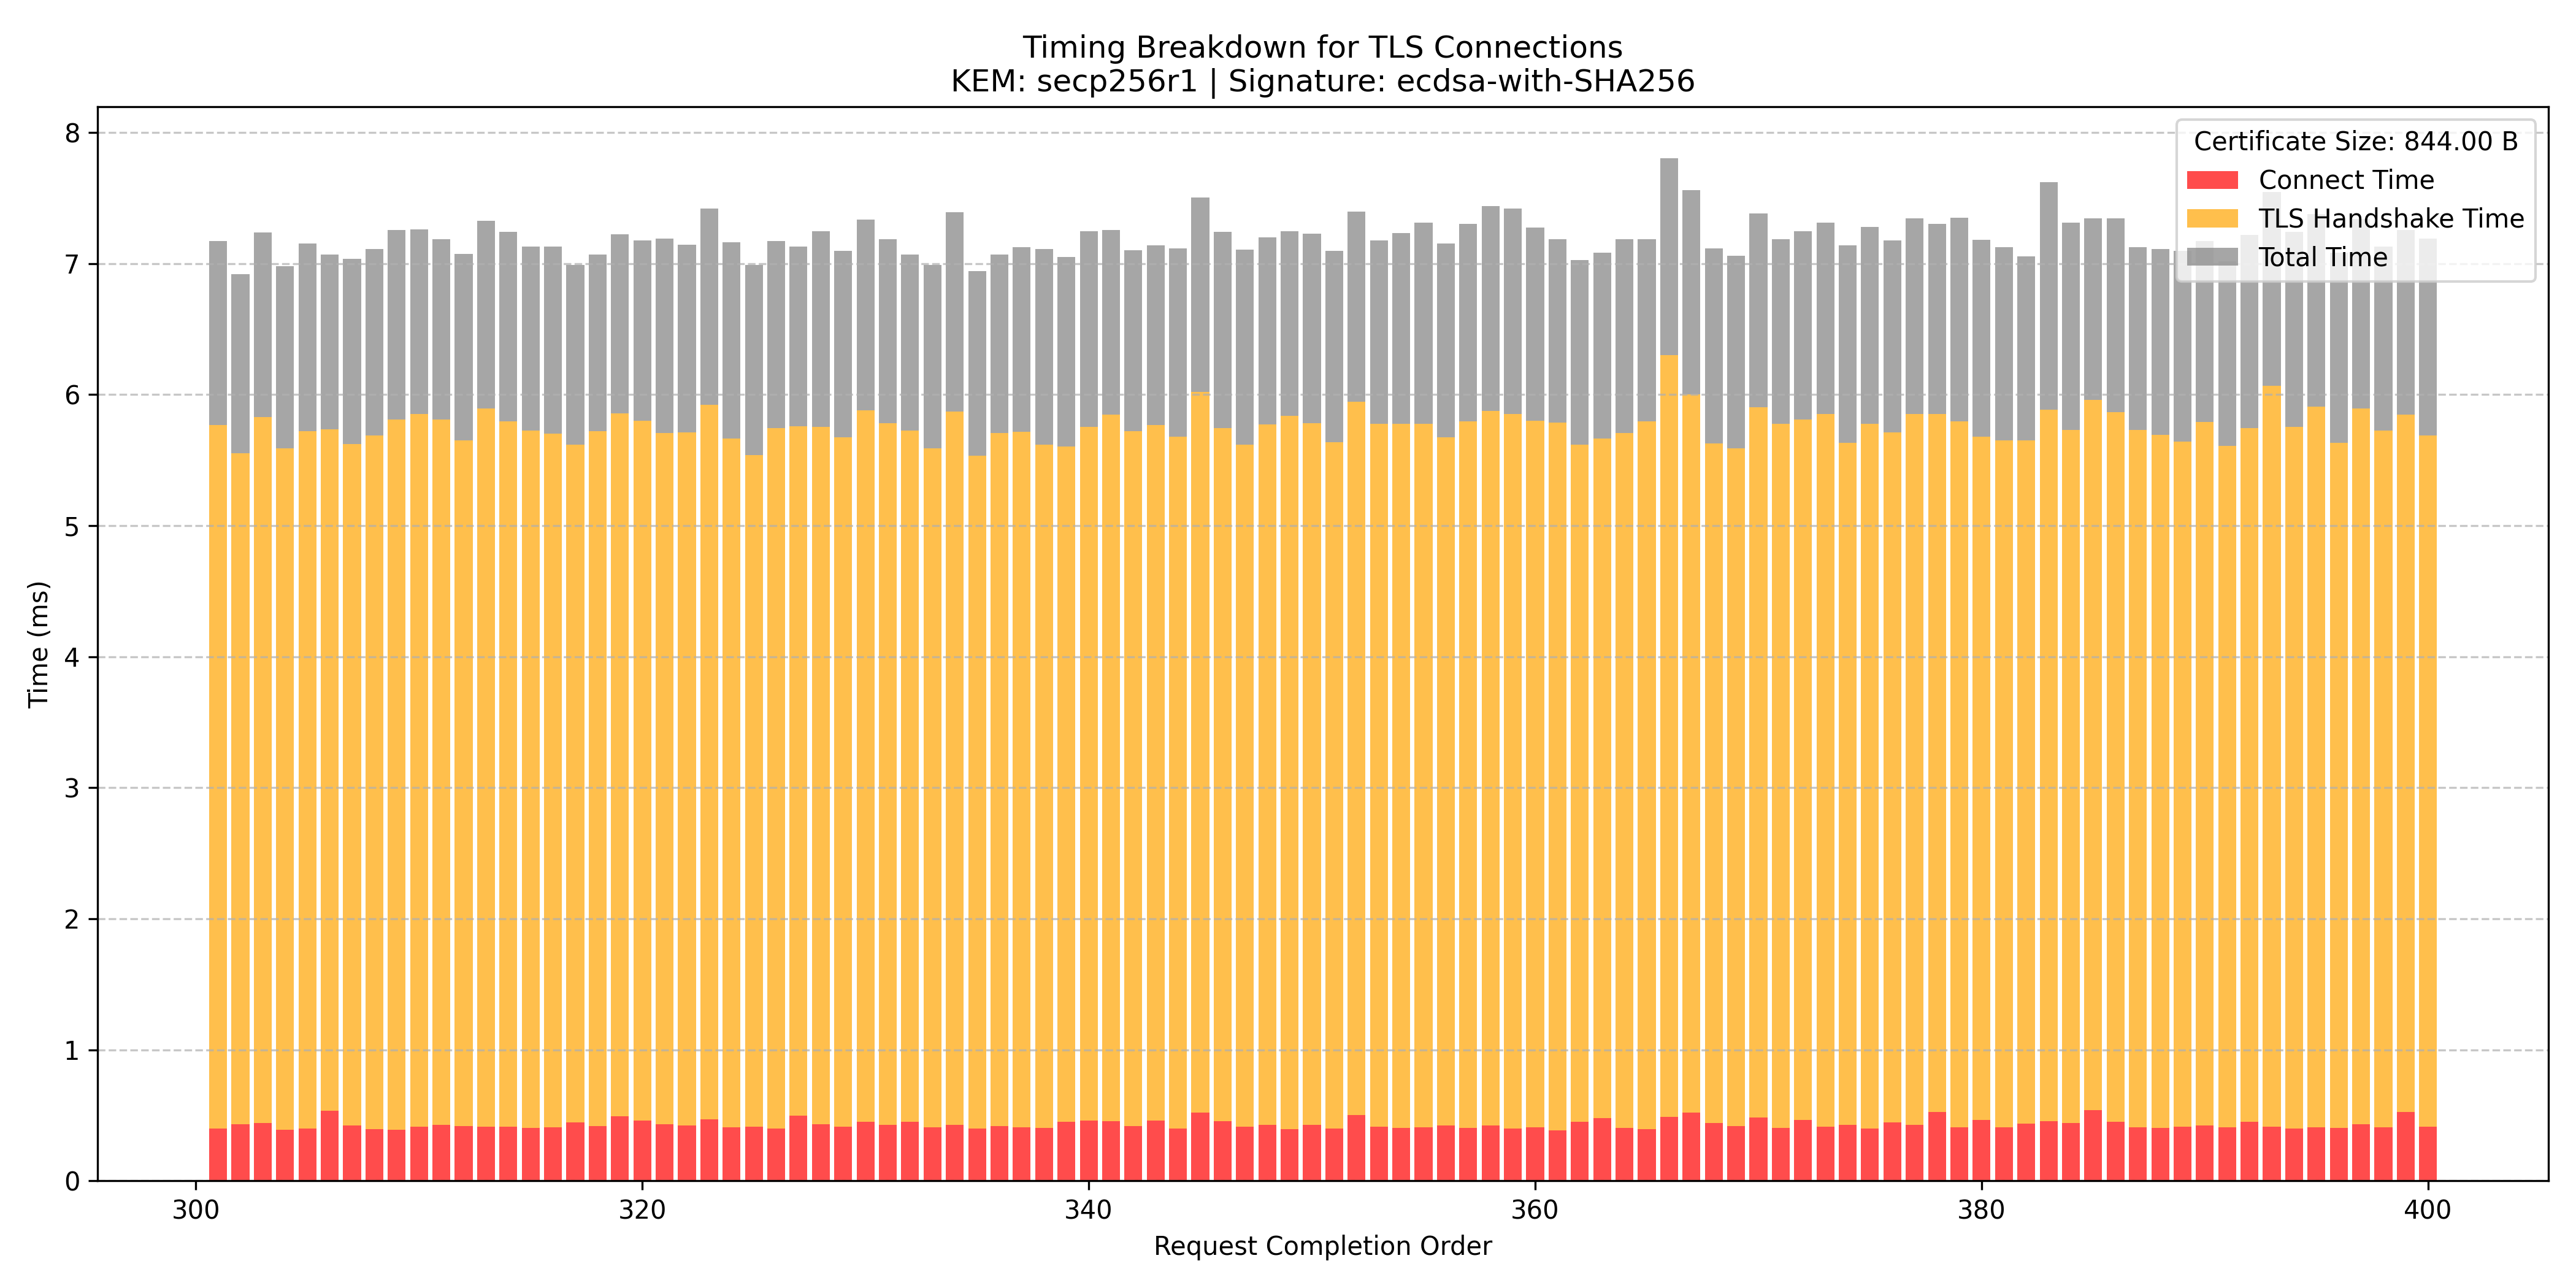 Timing Breakdown for TLS Connections
KEM: secp256r1 | Signature: ecdsa-with-SHA256
Certificate Size: 844.00 B
Connect Time
TLS Handshake Time
Total Time
Time (ms)
8
7
6
5
4
3
2
1
0
300 320 340 360 380 400
Request Completion Order